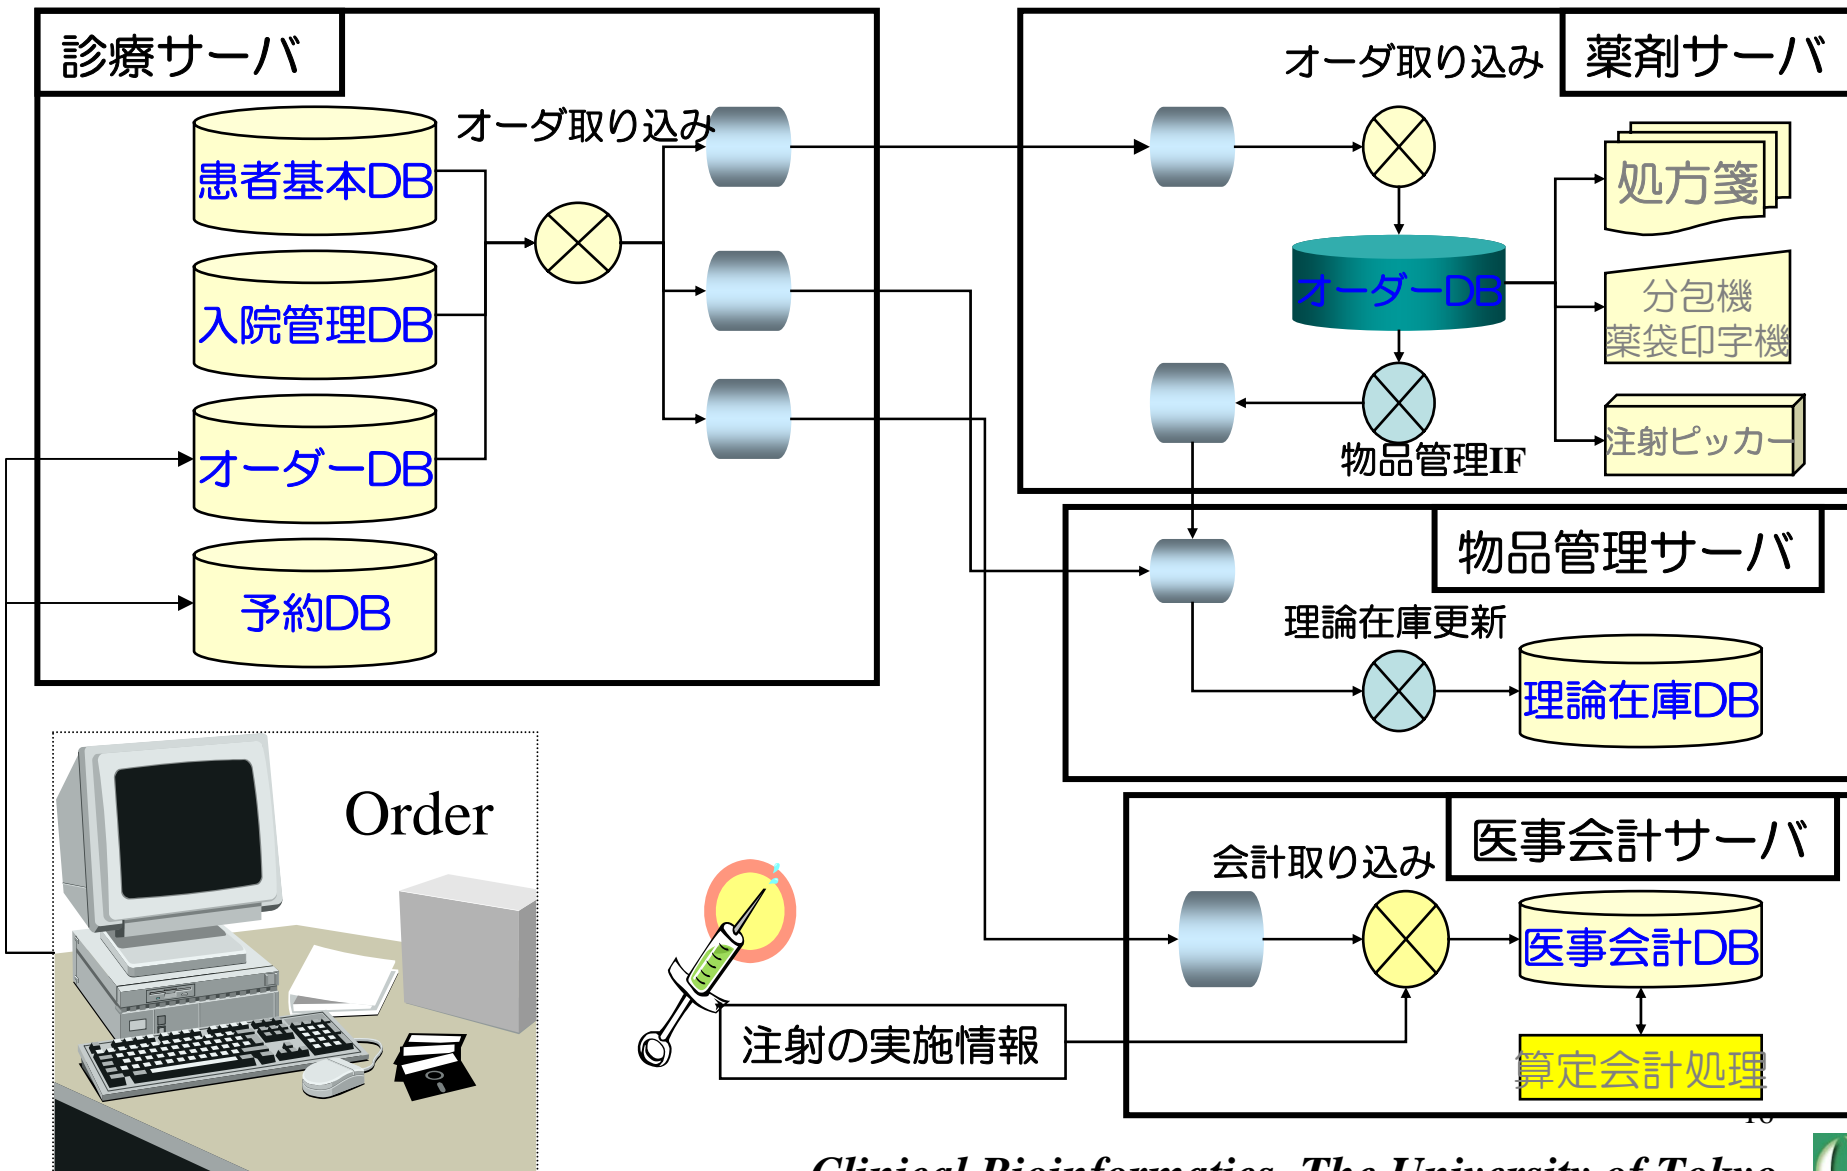 診療サーバ
オーダ取り込み
患者基本DB
入院管理DB
オーダーDB
予約DB
オーダ取り込み
薬剤サーバ
処方箋
オーダーDB
分包機
薬袋印字機
注射ピッカー
物品管理IF
物品管理サーバ
理論在庫更新
理論在庫DB
Order
医事会計サーバ
会計取り込み
医事会計DB
注射の実施情報
算定会計処理
Clinical Bioinformatics, The University of Tokyo